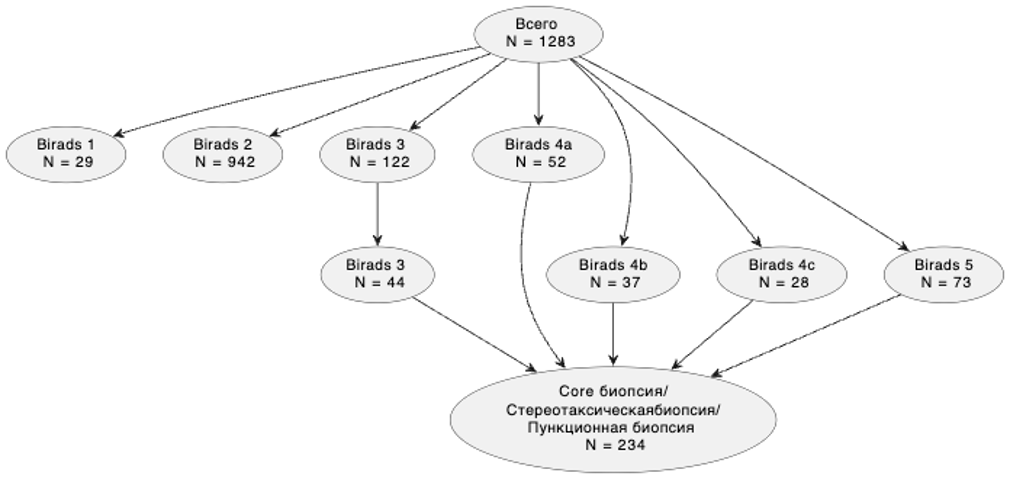 Всего
N = 1283
Birads 1
N = 29
Birads 2
N = 942
Birads 3
N = 122
Birads 4a
N = 52
Birads 3
N = 44
Birads 4b
N = 37
Birads 4c
N = 28
Birads 5
N = 73
Core биопсия/
Стереотаксическаябиопсия/
Пункционная биопсия
N = 234